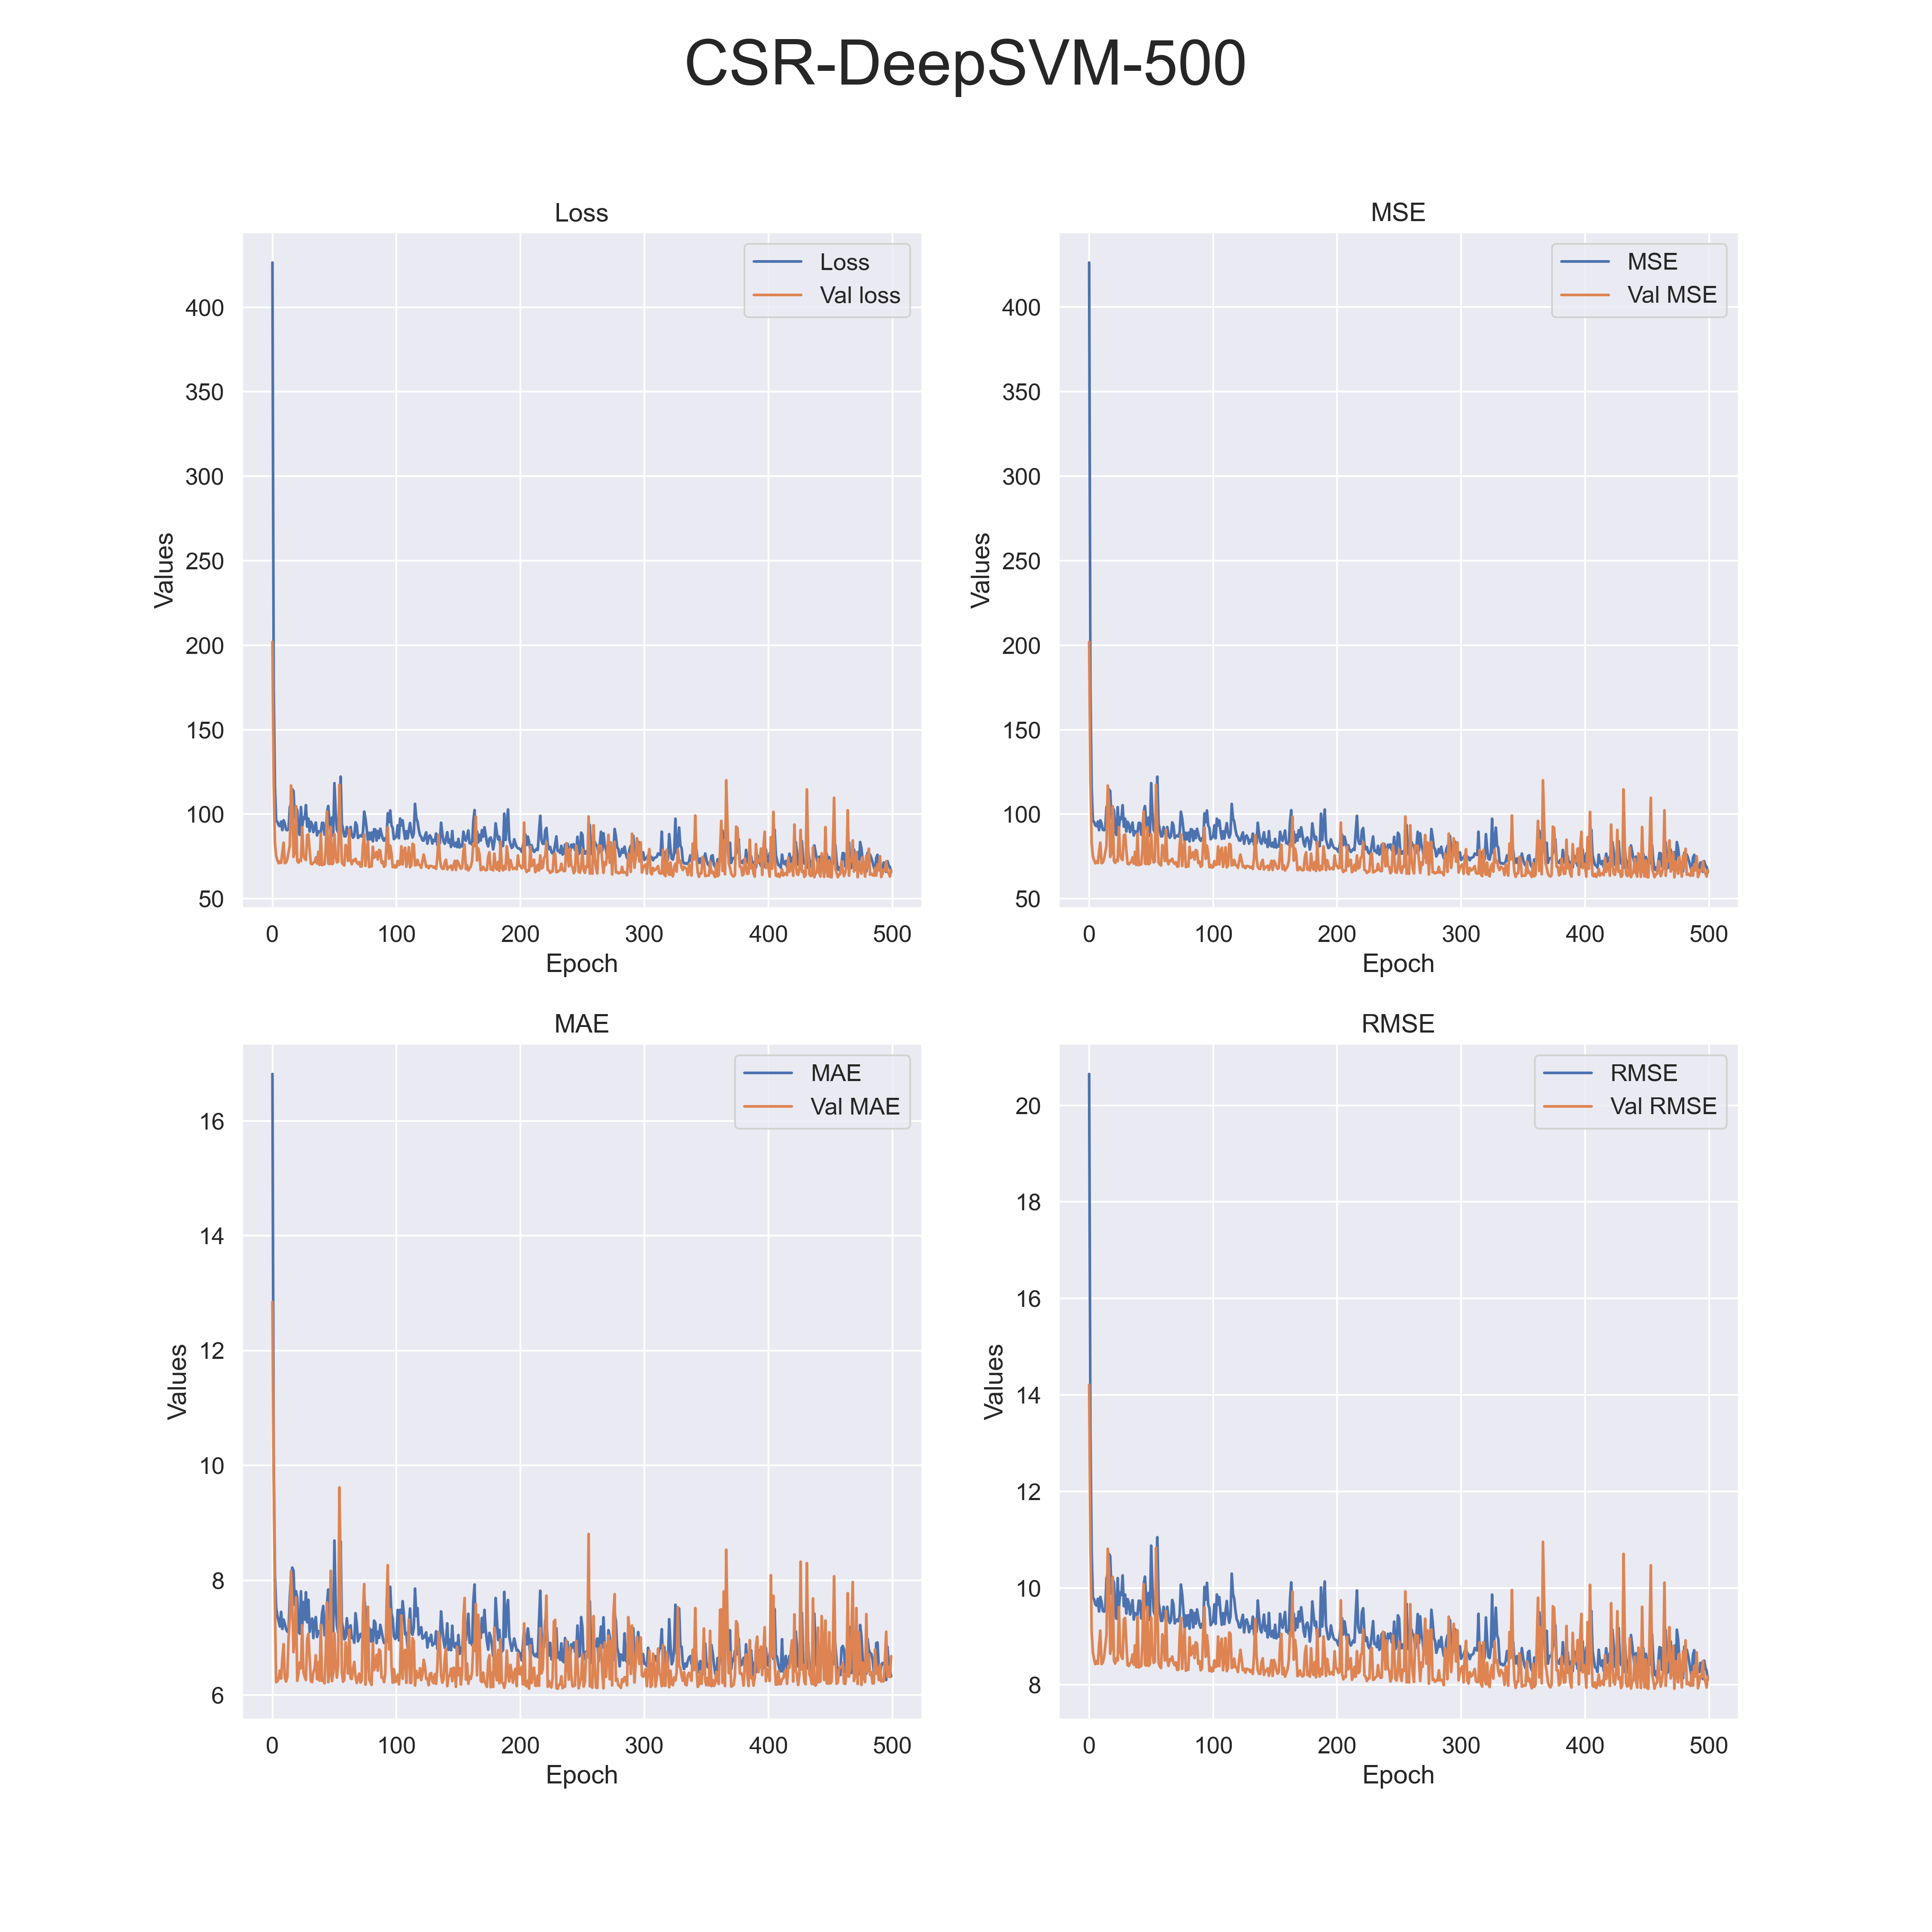 CSR-DeepSVM-500
Loss
Loss
Val loss
400
350
300
250
200
150
100
50
Values
0 100 200 300 400 500
Epoch
MSE
MSE
Val MSE
400
350
300
250
200
150
100
50
Values
0 100 200 300 400 500
Epoch
MAE
MAE
Val MAE
16
14
12
10
8
6
Values
0 100 200 300 400 500
Epoch
RMSE
RMSE
Val RMSE
20
18
16
14
12
10
8
Values
0 100 200 300 400 500
Epoch